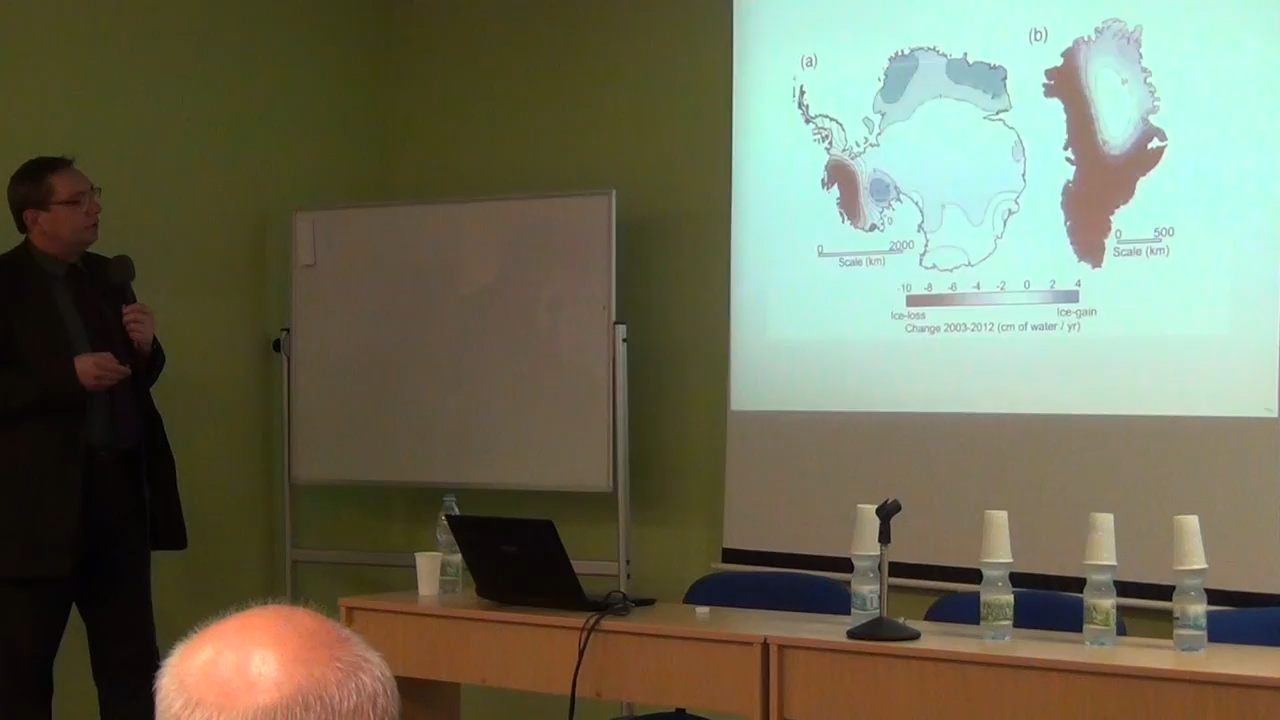 (a)
(b)
0 2000
Scale (km)
0 500
Scale (km)
-10 -8 -6 -4 -2 0 2 4
Ice-loss Ice-gain
Change 2003-2012 (cm of water / yr)